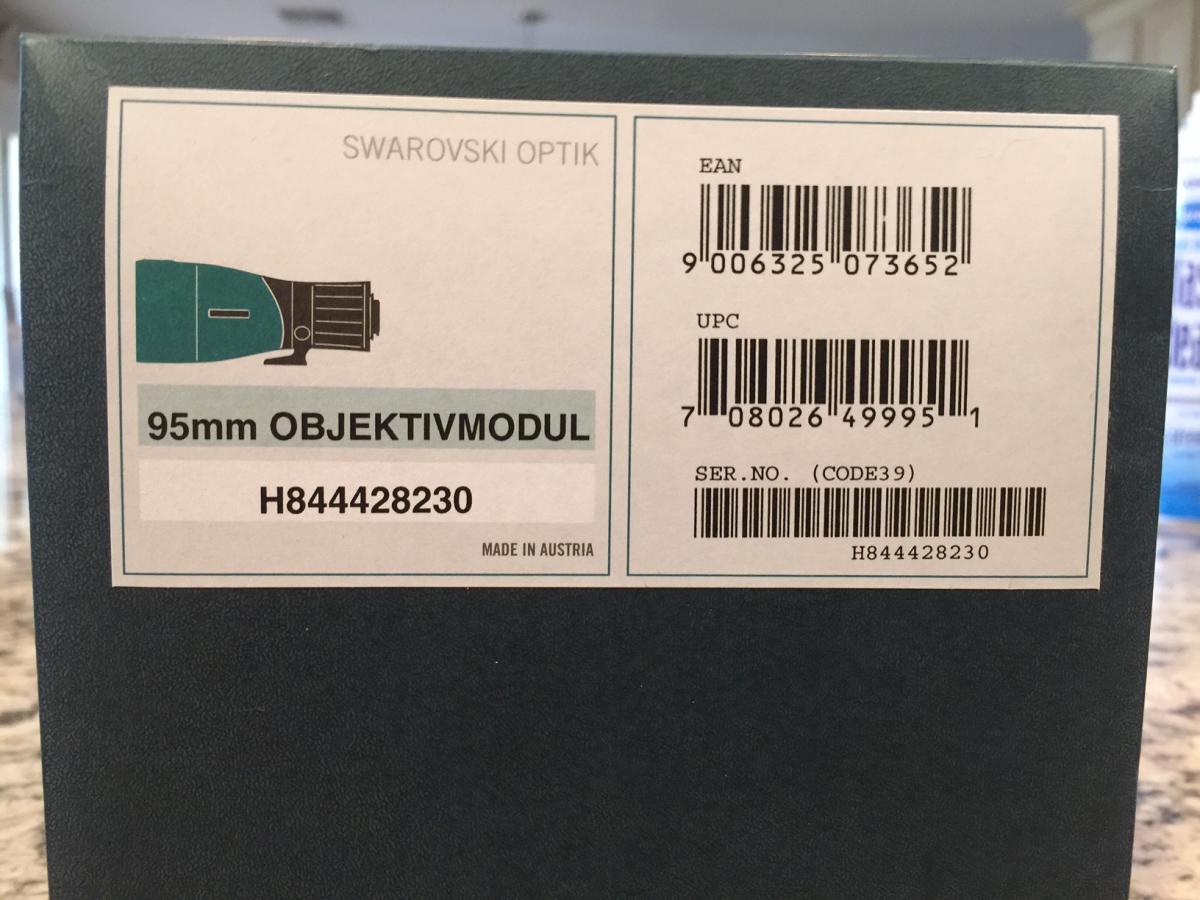 SWAROVSKI OPTIK
95mm OBJEKTIVMODUL
H844428230
MADE IN AUSTRIA
EAN
9 006325 073652
UPC
7 08026 49995 1
SER.NO. (CODE39)
H844428230